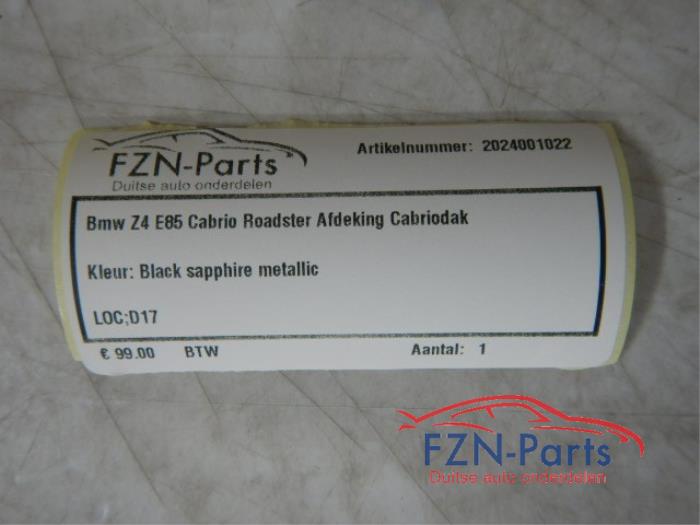 FZN-Parts
Duitse auto onderdelen
Artikelnummer: 2024001022
Bmw Z4 E85 Cabrio Roadster Afdeking Cabriodak
Kleur: Black sapphire metallic
LOC;D17
€ 99.00 BTW Aantal: 1
FZN-Parts
Duitse auto onderdelen